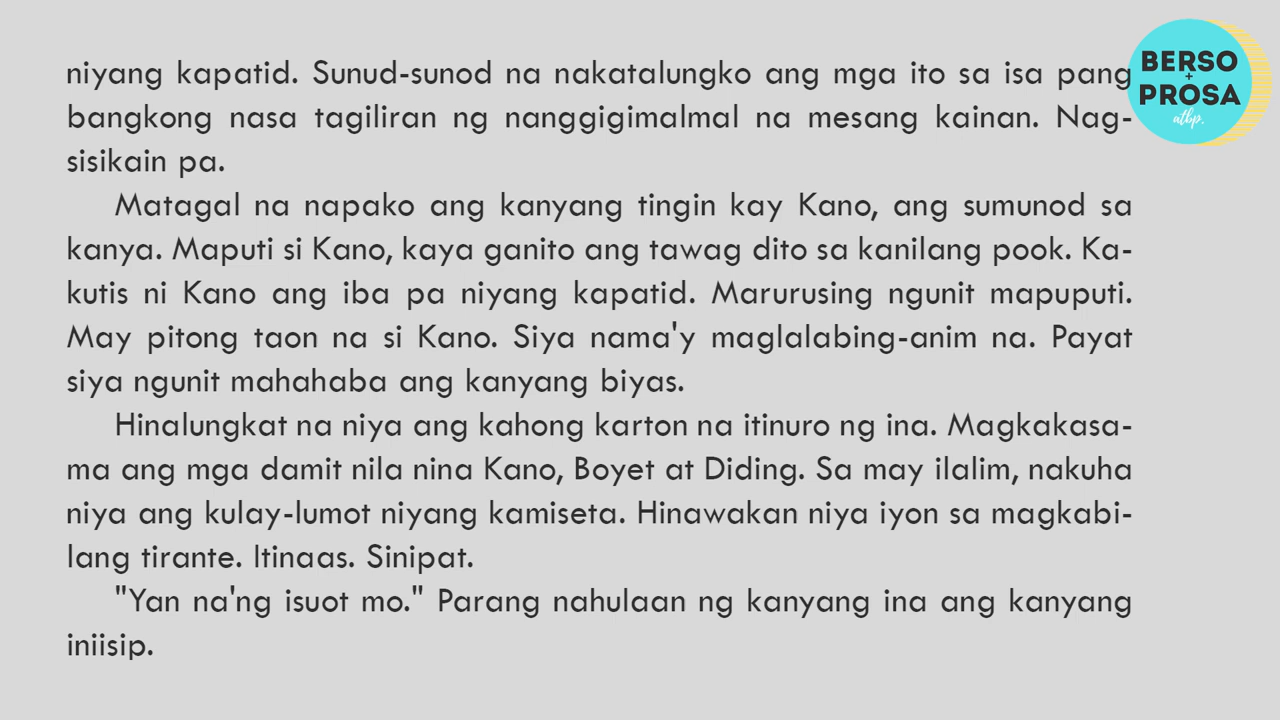 niyang kapatid. Sunud-sunod na nakatalungko ang mga ito sa isa pang
bangkong nasa tagiliran ng nanggigimalmal na mesang kainan. Nag-
sisikain pa.
Matagal na napako ang kanyang tingin kay Kano, ang sumunod sa
kanya. Maputi si Kano, kaya ganito ang tawag dito sa kanilang pook. Ka-
kutis ni Kano ang iba pa niyang kapatid. Marurusing ngunit mapuputi.
May pitong taon na si Kano. Siya nama'y maglalabing-anim na. Payat
siya ngunit mahahaba ang kanyang biyas.
Hinalungkat na niya ang kahong karton na itinuro ng ina. Magkakasa-
ma ang mga damit nila nina Kano, Boyet at Diding. Sa may ilalim, nakuha
niya ang kulay-lumot niyang kamiseta. Hinawakan niya iyon sa magkabi-
lang tirante. Itinaas. Sinipat.
"Yan na'ng isuot mo." Parang nahulaan ng kanyang ina ang kanyang
iniisip.
BERSO
+
PROSA
atbp.